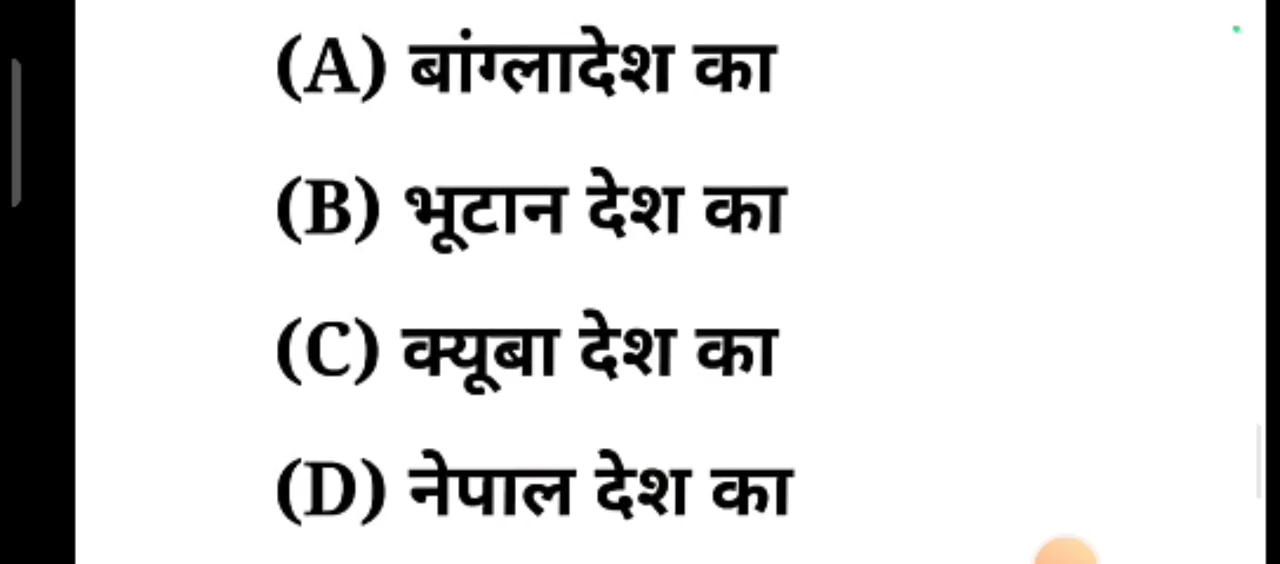 (A) बांग्लादेश का
(B) भूटान देश का
(C) क्यूबा देश का
(D) नेपाल देश का